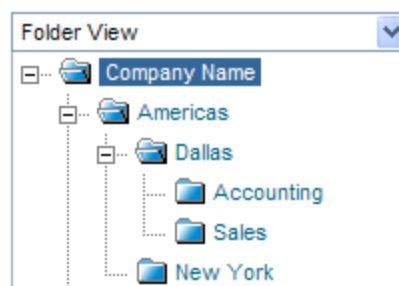 Folder View
Company Name
Americas
Dallas
Accounting
Sales
New York